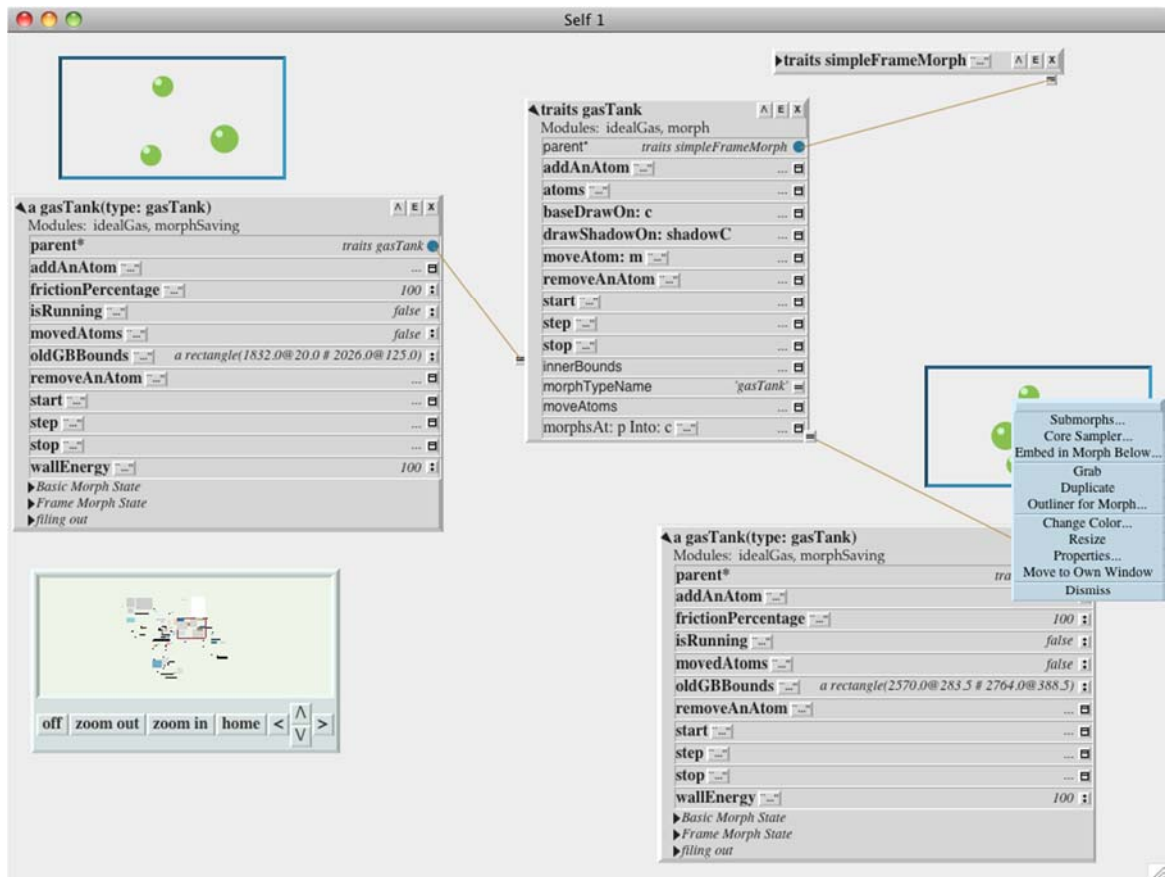 Self 1
traits simpleFrameMorph "..." Λ E X
traits gasTank Λ E X
Modules: idealGas, morph
parent* traits simpleFrameMorph
addAnAtom "..." ...
atoms "..." ...
baseDrawOn: c ...
drawShadowOn: shadowC ...
moveAtom: m "..." ...
removeAnAtom "..." ...
start "..." ...
step "..." ...
stop "..." ...
innerBounds ...
morphTypeName 'gasTank' =
moveAtoms ...
morphsAt: p Into: c "..." ...
a gasTank(type: gasTank) Λ E X
Modules: idealGas, morphSaving
parent* traits gasTank
addAnAtom "..." ...
frictionPercentage "..." 100 :
isRunning "..." false :
movedAtoms "..." false :
oldGBBounds "..." a rectangle(1832.0@20.0 # 2026.0@125.0) :
removeAnAtom "..." ...
start "..." ...
step "..." ...
stop "..." ...
wallEnergy "..." 100 :
Basic Morph State
Frame Morph State
filing out
Submorphs...
Core Sampler...
Embed in Morph Below...
Grab
Duplicate
Outliner for Morph...
Change Color...
Resize
Properties...
Move to Own Window
Dismiss
a gasTank(type: gasTank)
Modules: idealGas, morphSaving
parent*
addAnAtom "..."
frictionPercentage "..." 100 :
isRunning "..." false :
movedAtoms "..." false :
oldGBBounds "..." a rectangle(2570.0@283.5 # 2764.0@388.5) :
removeAnAtom "..." ...
start "..." ...
step "..." ...
stop "..." ...
wallEnergy "..." 100 :
Basic Morph State
Frame Morph State
filing out
off zoom out zoom in home < Λ V >